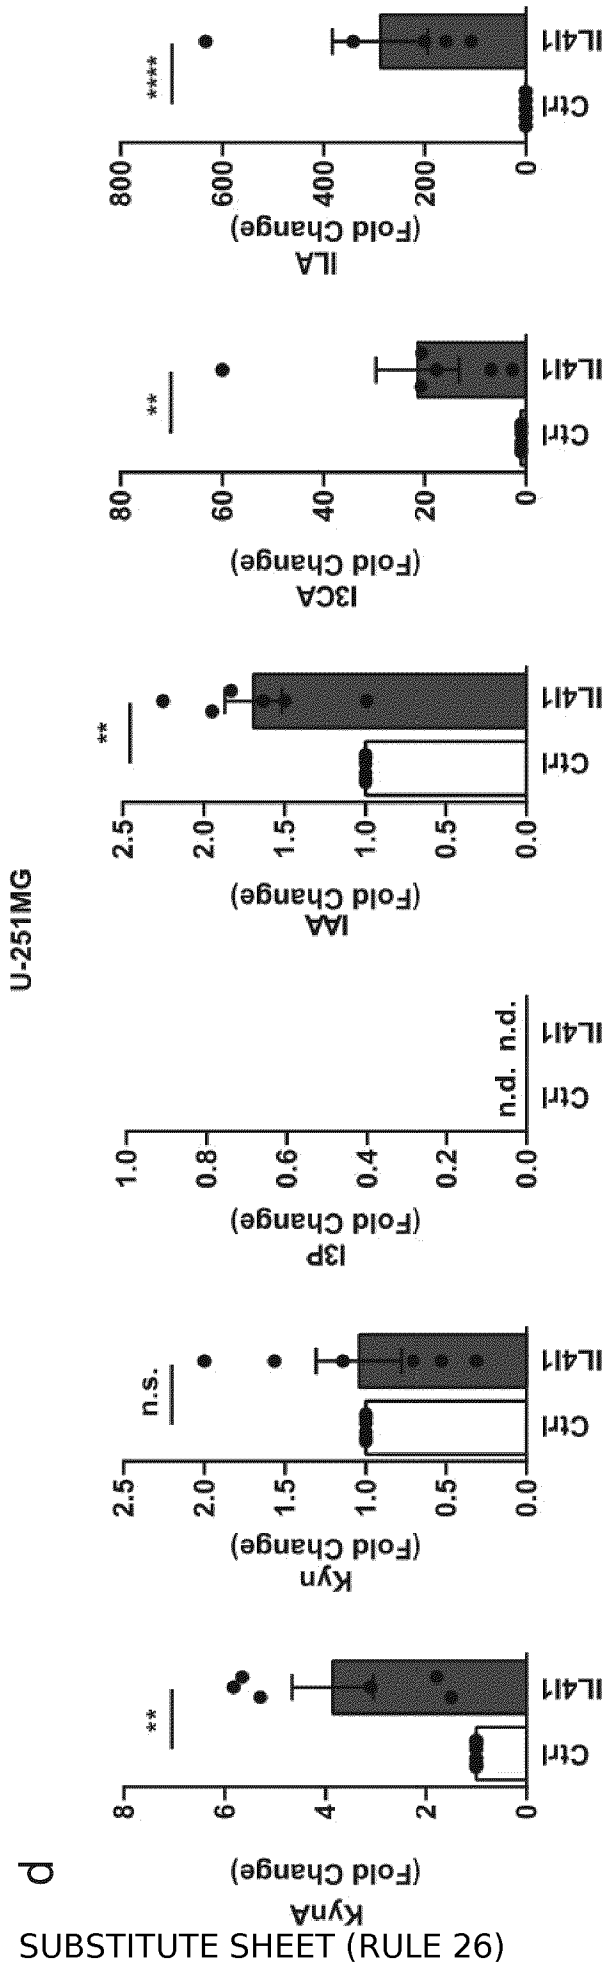 d
U-251MG
KynA
(Fold Change)
8
6
4
2
0
**
Ctrl
IL4I1
Kyn
(Fold Change)
2.5
2.0
1.5
1.0
0.5
0.0
n.s.
Ctrl
IL4I1
I3P
(Fold Change)
1.0
0.8
0.6
0.4
0.2
0.0
n.d. n.d.
Ctrl
IL4I1
IAA
(Fold Change)
2.5
2.0
1.5
1.0
0.5
0.0
**
Ctrl
IL4I1
I3CA
(Fold Change)
80
60
40
20
0
**
Ctrl
IL4I1
ILA
(Fold Change)
800
600
400
200
0
****
Ctrl
IL4I1
SUBSTITUTE SHEET (RULE 26)